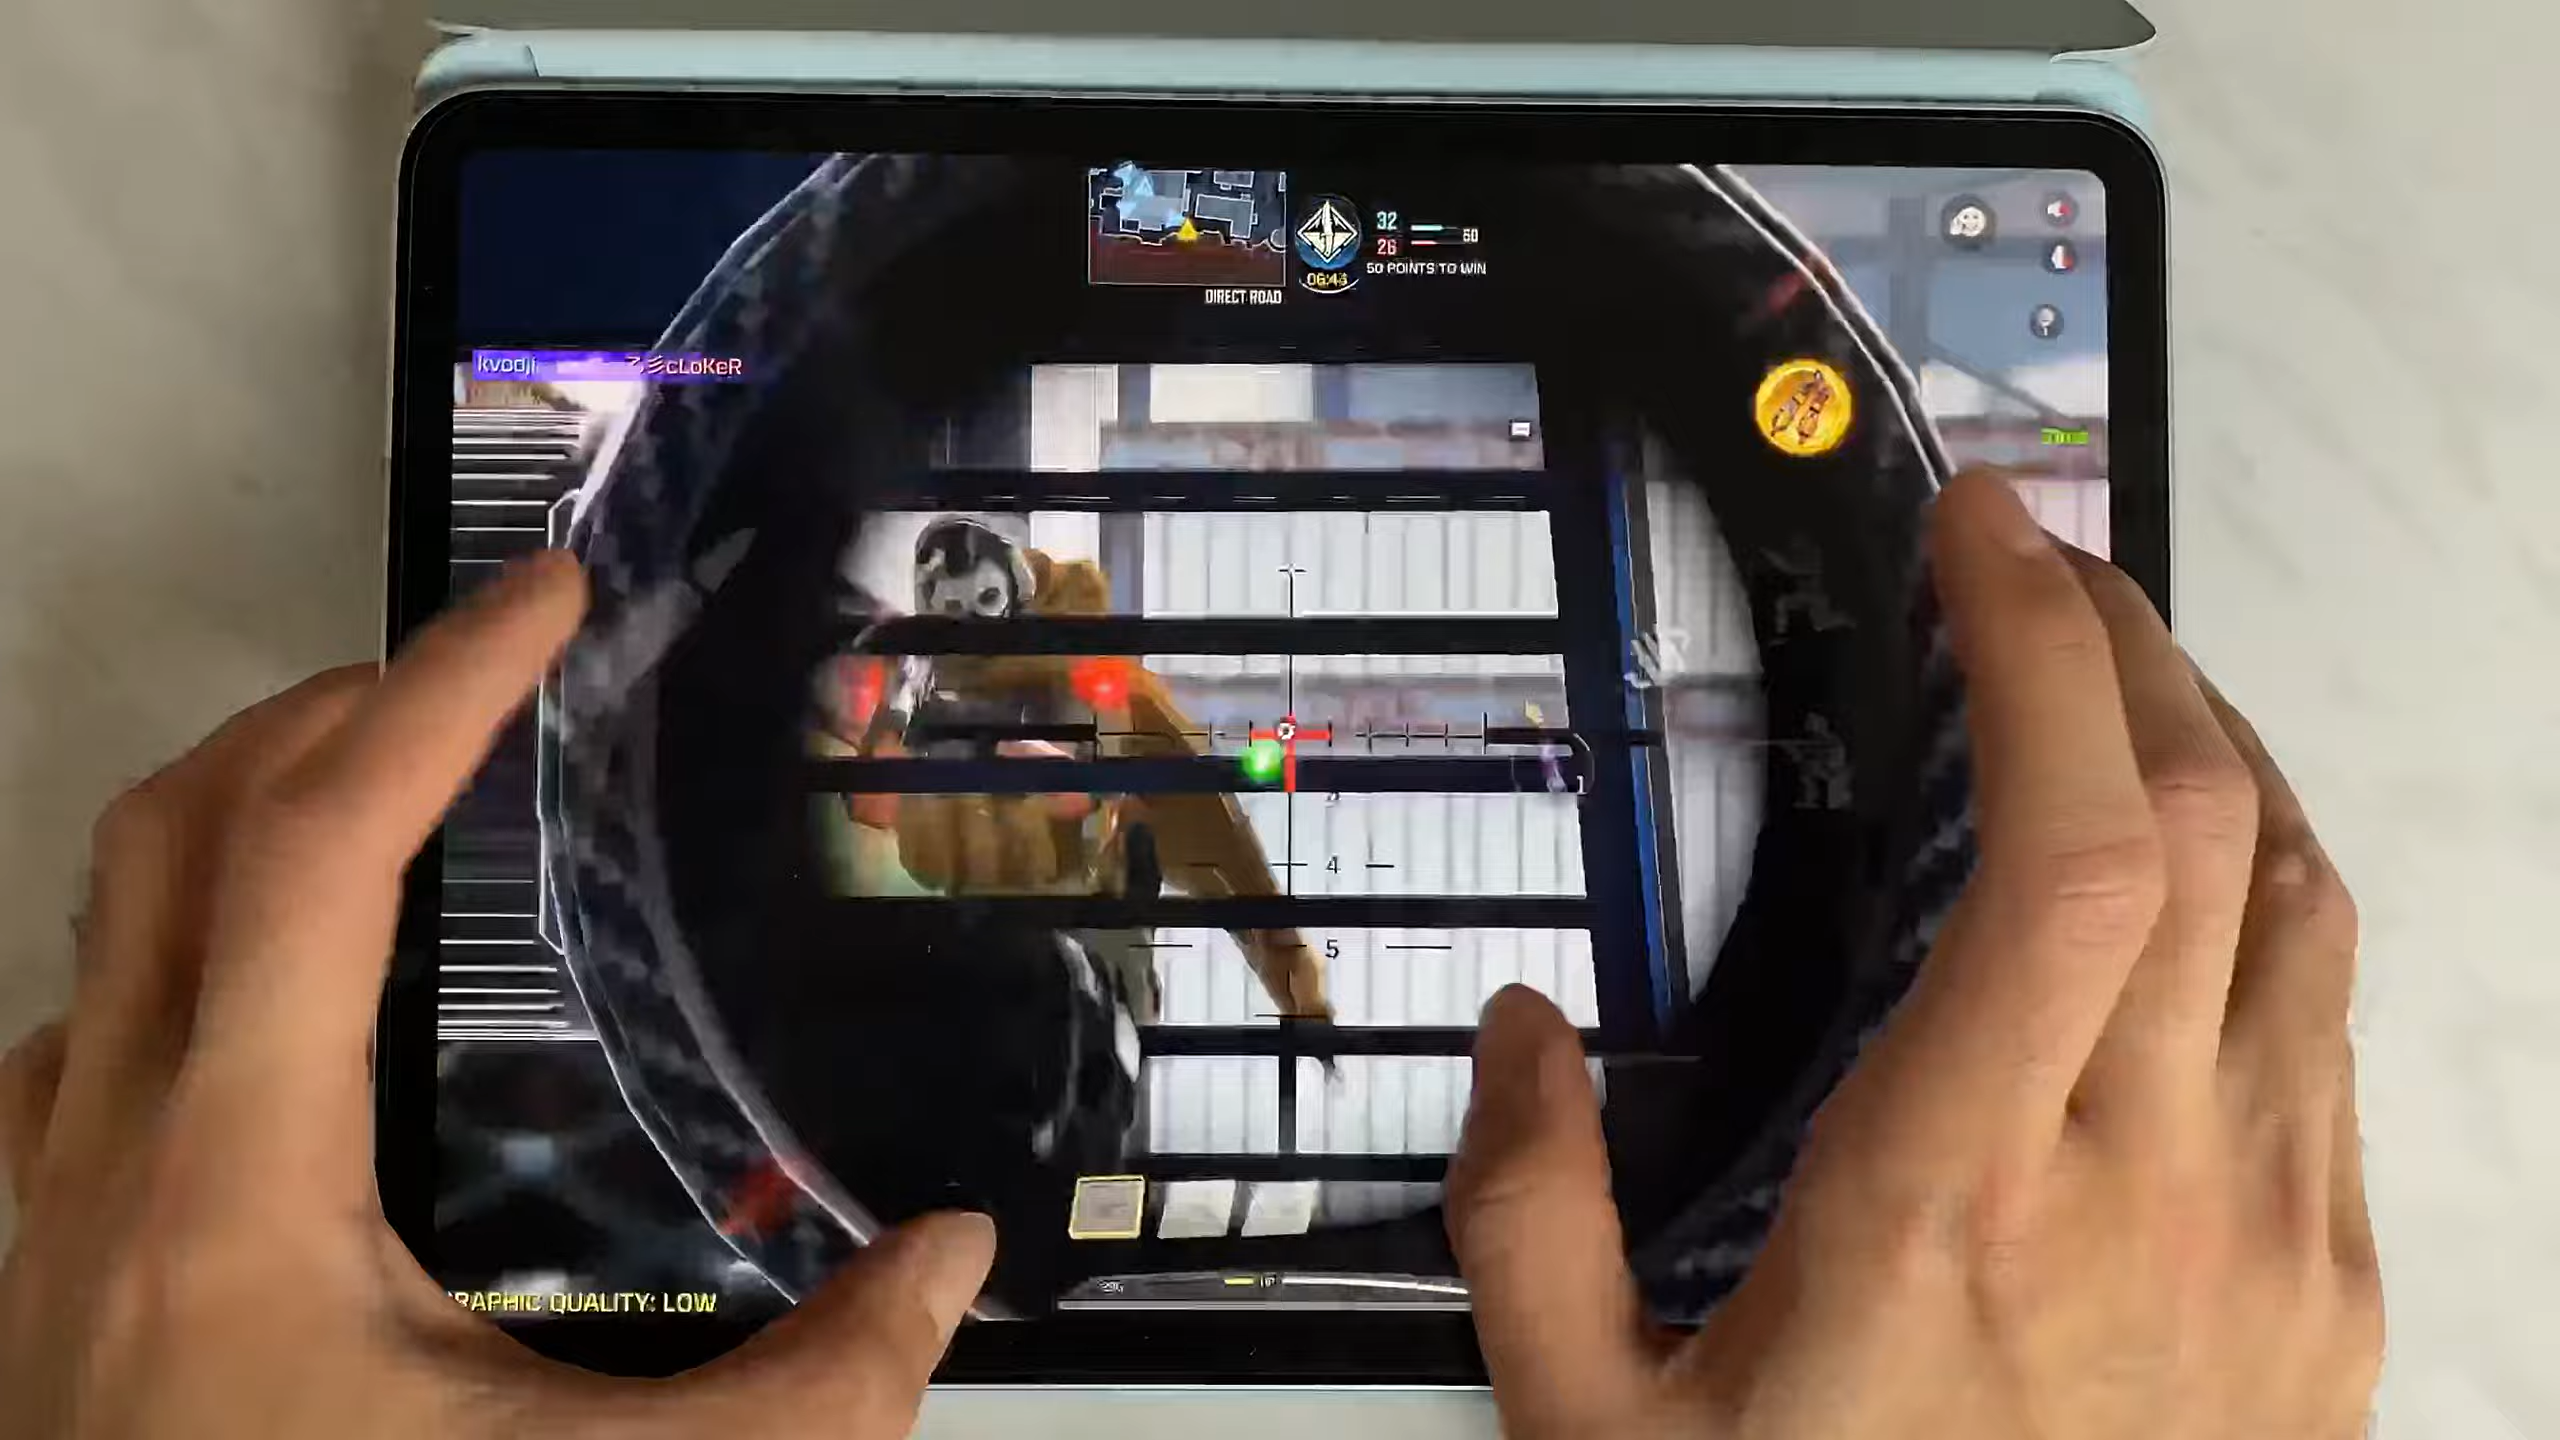 32
26
50
50 POINTS TO WIN
06:43
DIRECT ROAD
kvodji
cLoKeR
4
5
RAPHIC QUALITY: LOW